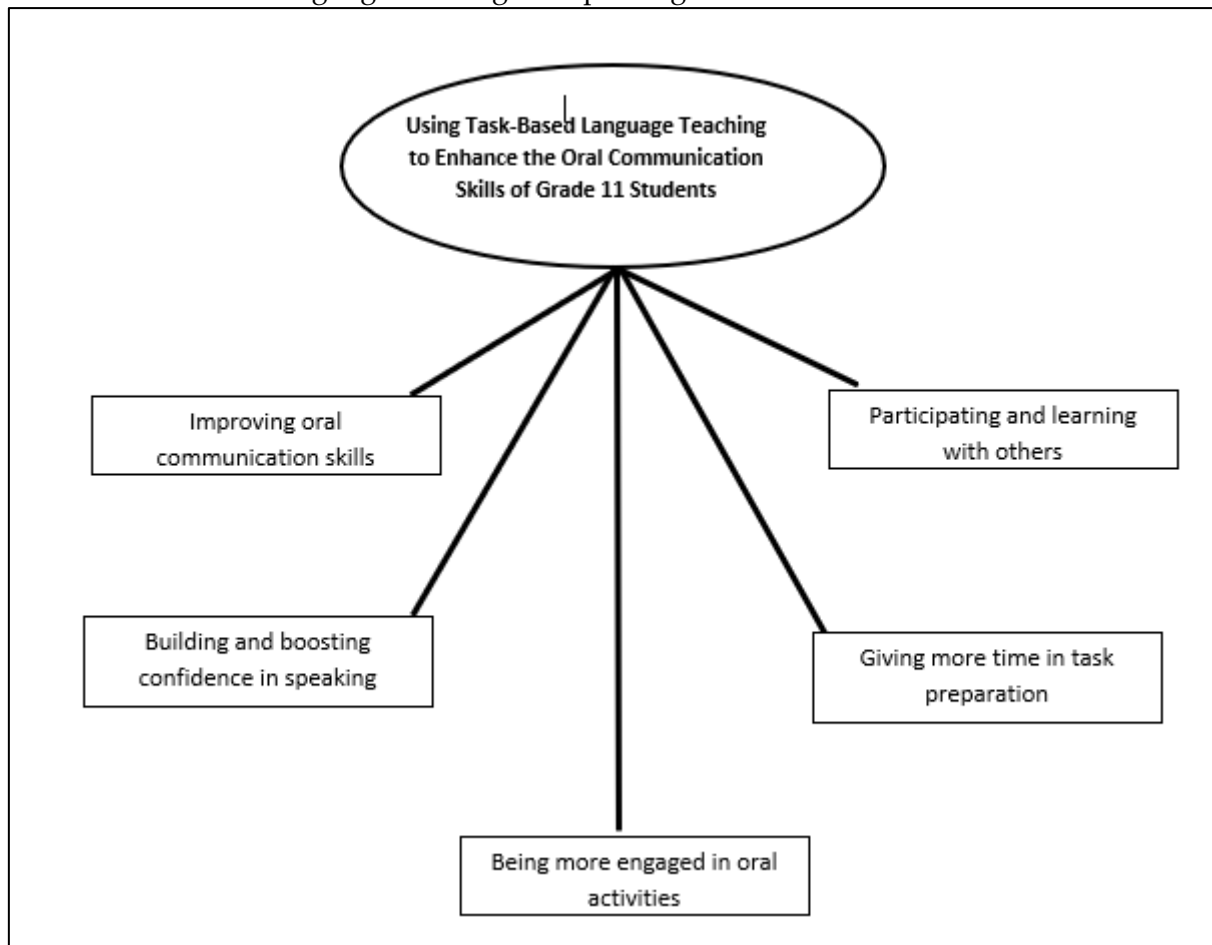 Using Task-Based Language Teaching
to Enhance the Oral Communication
Skills of Grade 11 Students
Improving oral
communication skills
Participating and learning
with others
Building and boosting
confidence in speaking
Giving more time in task
preparation
Being more engaged in oral
activities